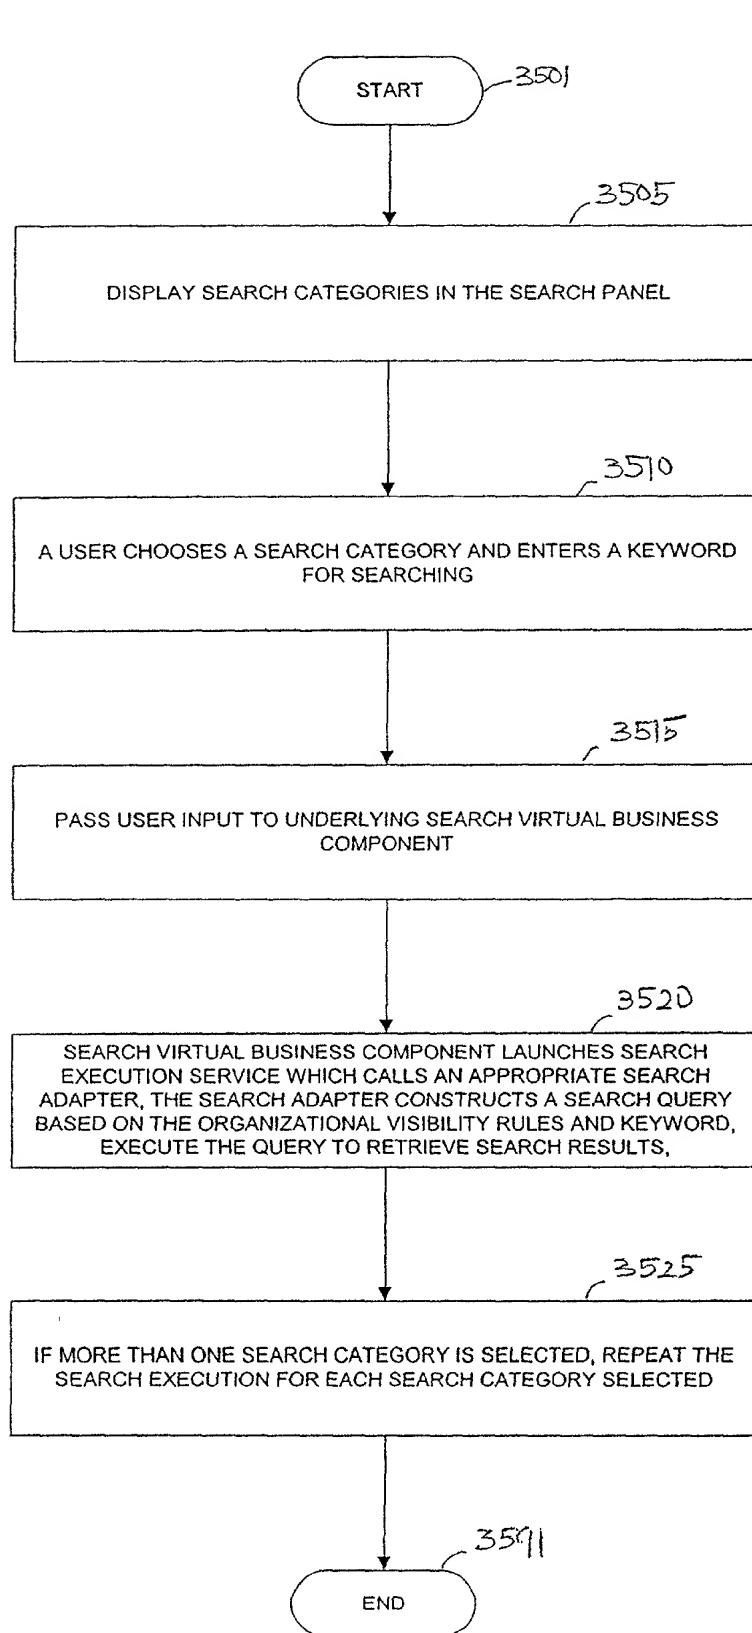 START
3501
3505
DISPLAY SEARCH CATEGORIES IN THE SEARCH PANEL
3510
A USER CHOOSES A SEARCH CATEGORY AND ENTERS A KEYWORD
FOR SEARCHING
3515
PASS USER INPUT TO UNDERLYING SEARCH VIRTUAL BUSINESS
COMPONENT
3520
SEARCH VIRTUAL BUSINESS COMPONENT LAUNCHES SEARCH
EXECUTION SERVICE WHICH CALLS AN APPROPRIATE SEARCH
ADAPTER, THE SEARCH ADAPTER CONSTRUCTS A SEARCH QUERY
BASED ON THE ORGANIZATIONAL VISIBILITY RULES AND KEYWORD,
EXECUTE THE QUERY TO RETRIEVE SEARCH RESULTS,
3525
IF MORE THAN ONE SEARCH CATEGORY IS SELECTED, REPEAT THE
SEARCH EXECUTION FOR EACH SEARCH CATEGORY SELECTED
3591
END